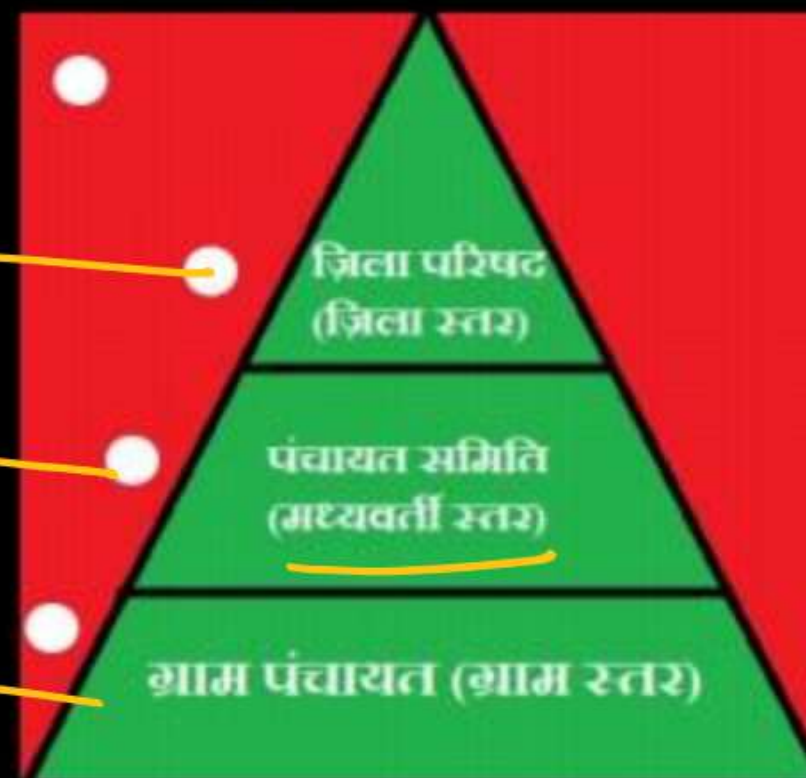 ज़िला परिषद
(ज़िला स्तर)
पंचायत समिति
(मध्यवर्ती स्तर)
ग्राम पंचायत (ग्राम स्तर)